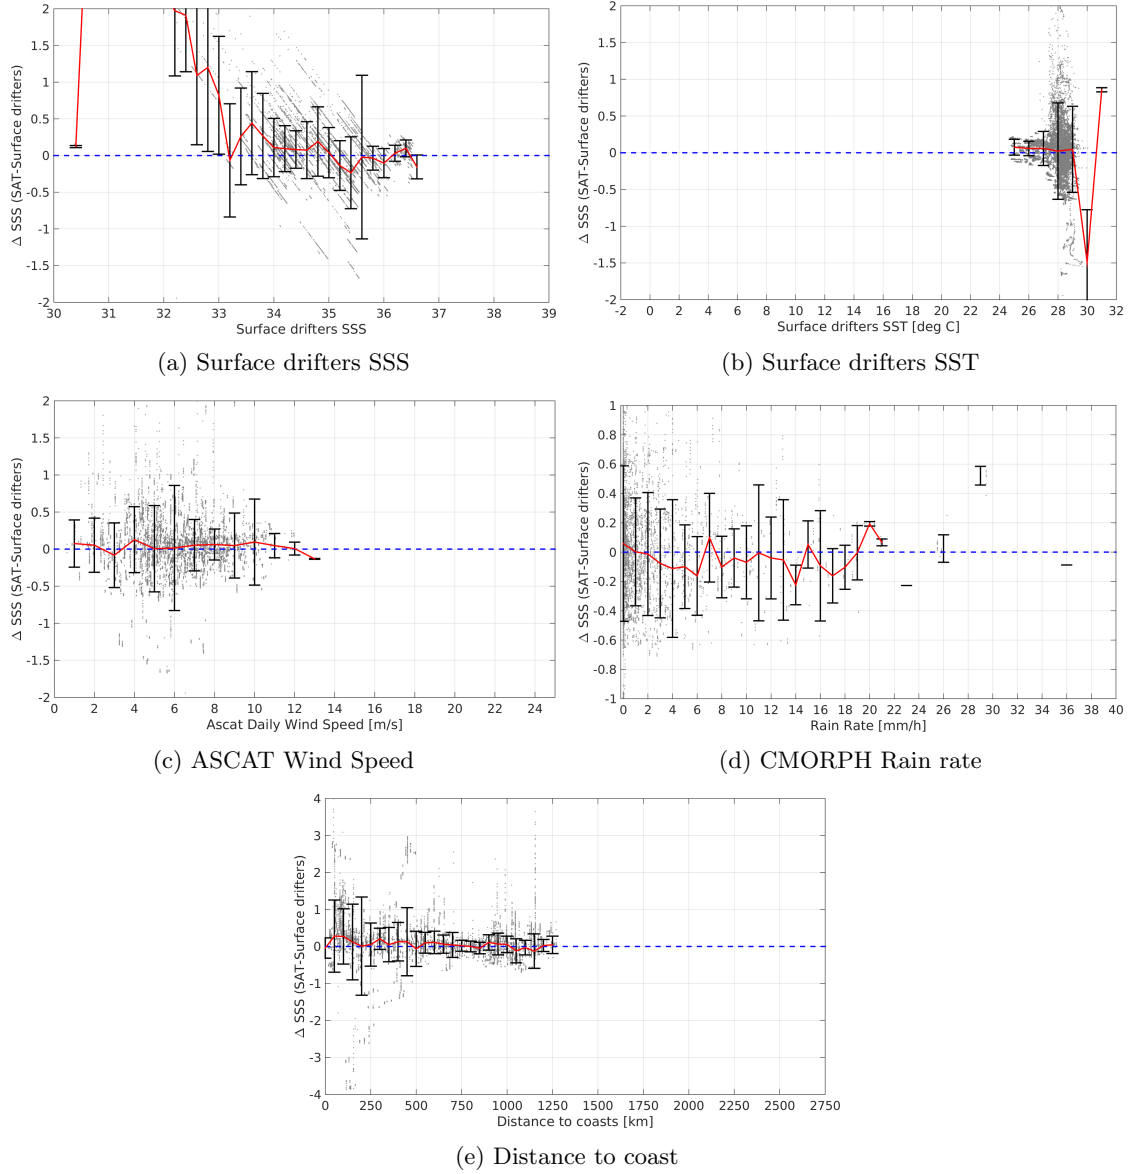 2
1.5
1
0.5
0
-0.5
-1
-1.5
-2
Δ SSS (SAT-Surface drifters)
30 31 32 33 34 35 36 37 38 39
Surface drifters SSS
(a) Surface drifters SSS
2
1.5
1
0.5
0
-0.5
-1
-1.5
-2
Δ SSS (SAT-Surface drifters)
-2 0 2 4 6 8 10 12 14 16 18 20 22 24 26 28 30 32
Surface drifters SST [deg C]
(b) Surface drifters SST
2
1.5
1
0.5
0
-0.5
-1
-1.5
-2
Δ SSS (SAT-Surface drifters)
0 2 4 6 8 10 12 14 16 18 20 22 24
Ascat Daily Wind Speed [m/s]
(c) ASCAT Wind Speed
1
0.8
0.6
0.4
0.2
0
-0.2
-0.4
-0.6
-0.8
-1
Δ SSS (SAT-Surface drifters)
0 2 4 6 8 10 12 14 16 18 20 22 24 26 28 30 32 34 36 38 40
Rain Rate [mm/h]
(d) CMORPH Rain rate
4
3
2
1
0
-1
-2
-3
-4
Δ SSS (SAT-Surface drifters)
0 250 500 750 1000 1250 1500 1750 2000 2250 2500 2750
Distance to coasts [km]
(e) Distance to coast